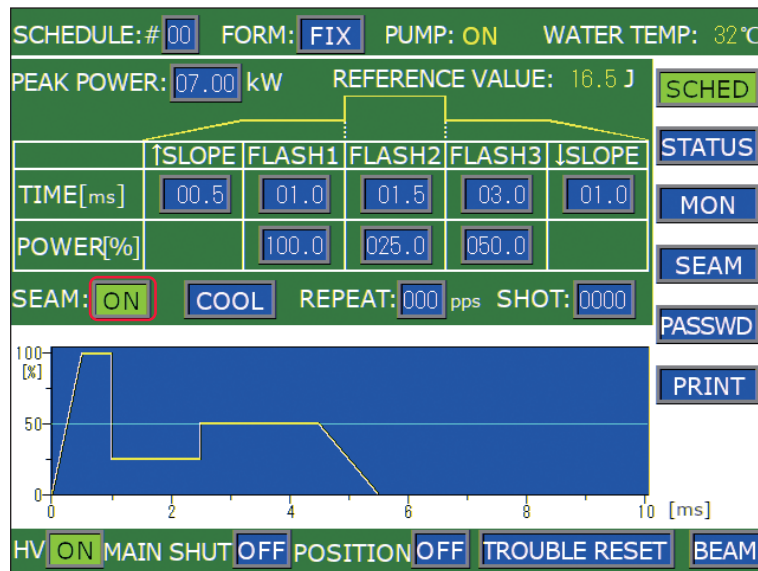 SCHEDULE:# 00 FORM: FIX PUMP: ON WATER TEMP: 32℃
PEAK POWER: 07.00 kW REFERENCE VALUE: 16.5 J
SCHED
↑SLOPE FLASH1 FLASH2 FLASH3 ↓SLOPE
STATUS
TIME[ms] 00.5 01.0 01.5 03.0 01.0
MON
POWER[%] 100.0 025.0 050.0
SEAM
SEAM: ON COOL REPEAT: 000 pps SHOT: 0000
PASSWD
PRINT
100
[%]
50
0
0 2 4 6 8 10 [ms]
HV ON MAIN SHUT OFF POSITION OFF TROUBLE RESET BEAM